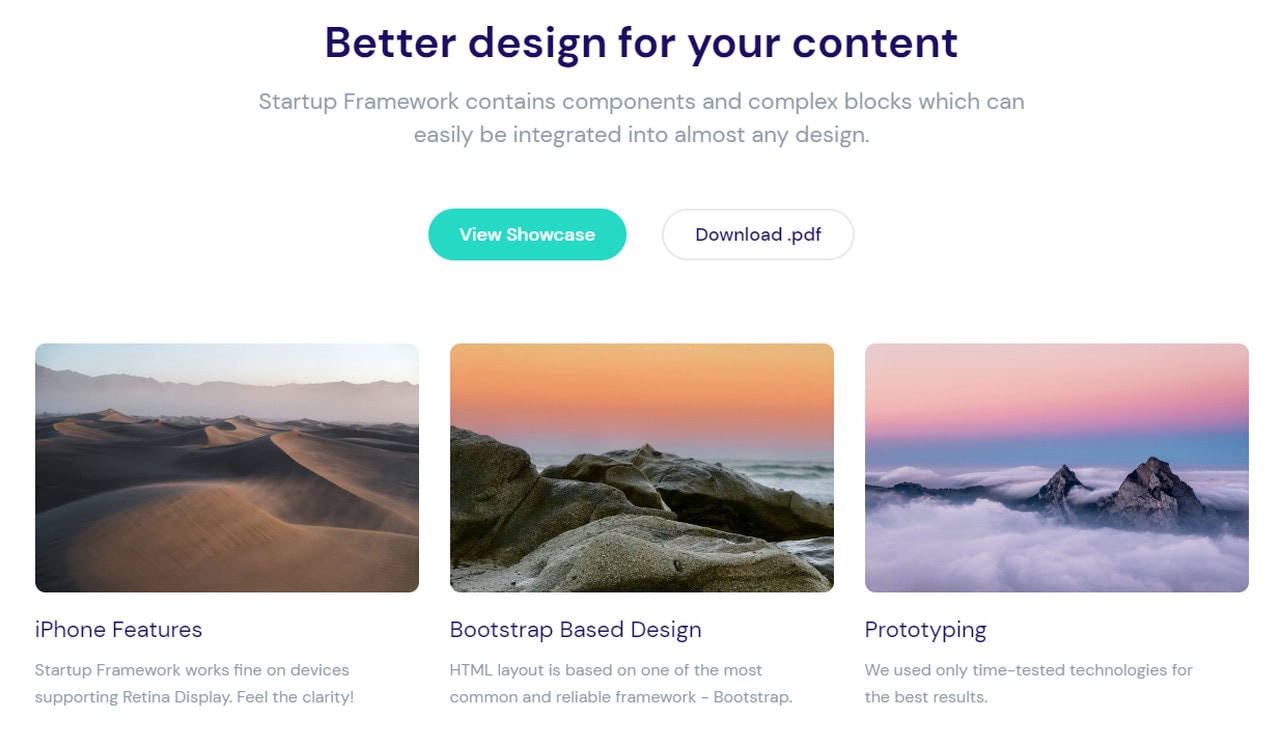 Better design for your content
Startup Framework contains components and complex blocks which can
easily be integrated into almost any design.
View Showcase
Download .pdf
iPhone Features
Startup Framework works fine on devices
supporting Retina Display. Feel the clarity!
Bootstrap Based Design
HTML layout is based on one of the most
common and reliable framework - Bootstrap.
Prototyping
We used only time-tested technologies for
the best results.